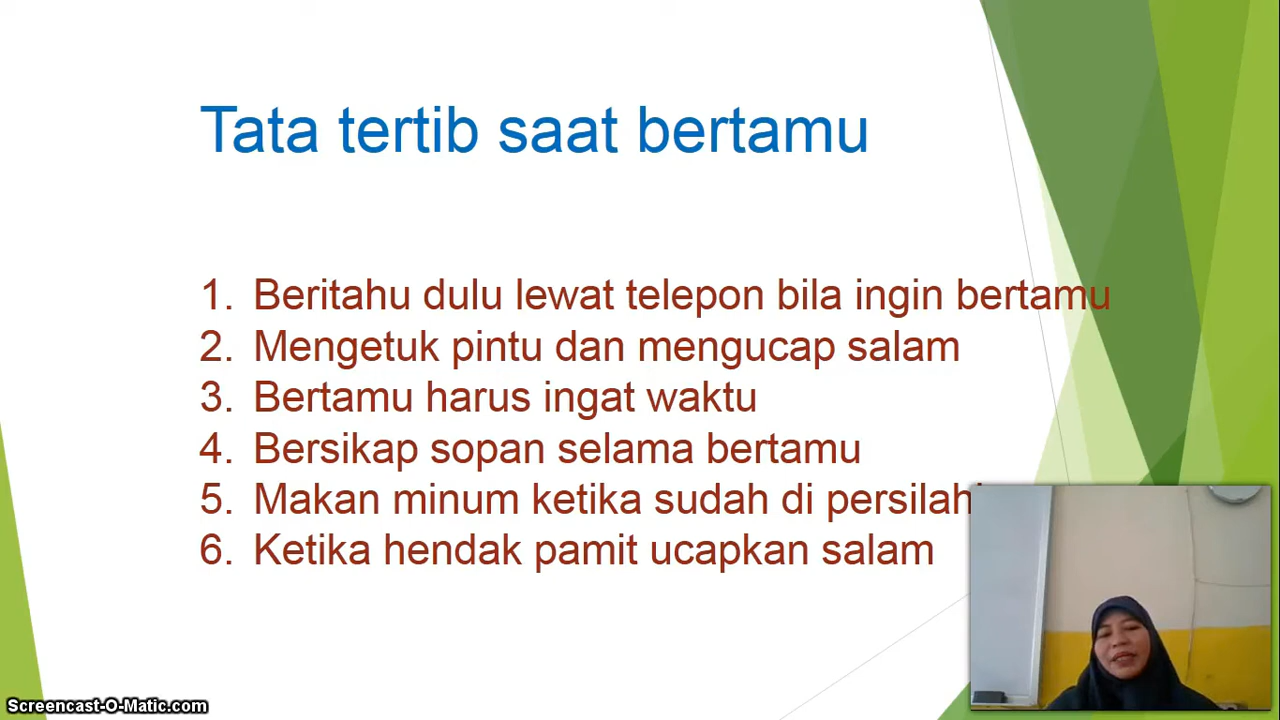 Tata tertib saat bertamu
1. Beritahu dulu lewat telepon bila ingin bertamu
2. Mengetuk pintu dan mengucap salam
3. Bertamu harus ingat waktu
4. Bersikap sopan selama bertamu
5. Makan minum ketika sudah di
6. Ketika hendak pamit ucapkan salam
Screencast-O-Matic.com